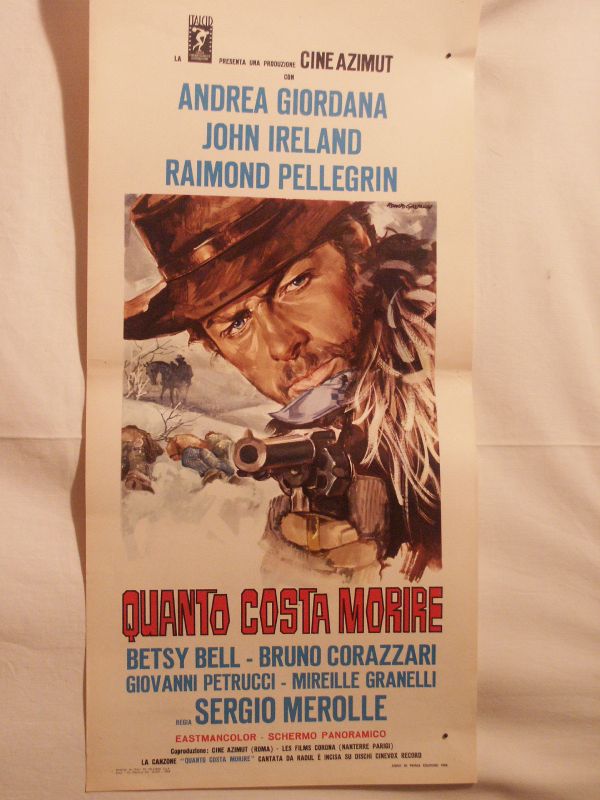 ITALCID
LA PRESENTA UNA PRODUZIONE CINE AZIMUT
CON
ANDREA GIORDANA
JOHN IRELAND
RAIMOND PELLEGRIN
QUANTO COSTA MORIRE
BETSY BELL - BRUNO CORAZZARI
GIOVANNI PETRUCCI - MIREILLE GRANELLI
REGIA SERGIO MEROLLE
EASTMANCOLOR - SCHERMO PANORAMICO
Coproduzione: CINE AZIMUT (ROMA) - LES FILMS CORONA (NANTERRE PARIGI)
LA CANZONE "QUANTO COSTA MORIRE" CANTATA DA RAOUL E INCISA SU DISCHI CINEVOX RECORD